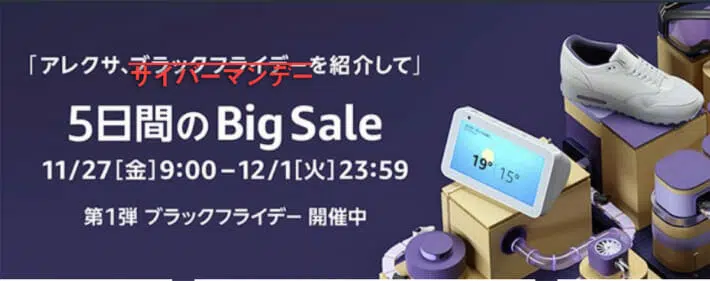 「アレクサ、ブラックフライデーを紹介して」
サイバーマンデー
5日間の Big Sale
11/27[金]9:00–12/1[火]23:59
第1弾 ブラックフライデー 開催中
19° 15°